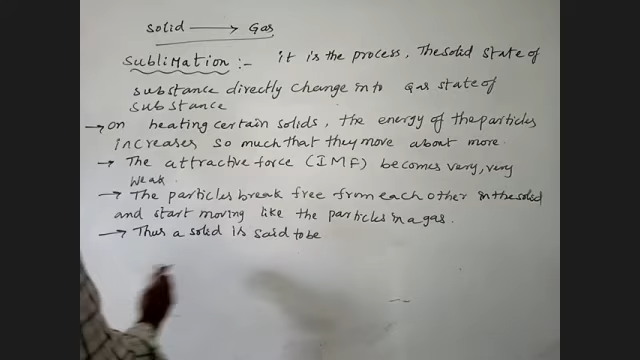 solid ⟶ Gas
Sublimation :- it is the process, The solid state of
substance directly change into Gas state of
substance
→ on heating certain solids, the energy of the particles
increases so much that they move about more.
→ The attractive force (IMF) becomes very, very
weak.
→ The particles break free from each other in the solid
and start moving like the particles in a gas.
→ Thus a solid is said to be